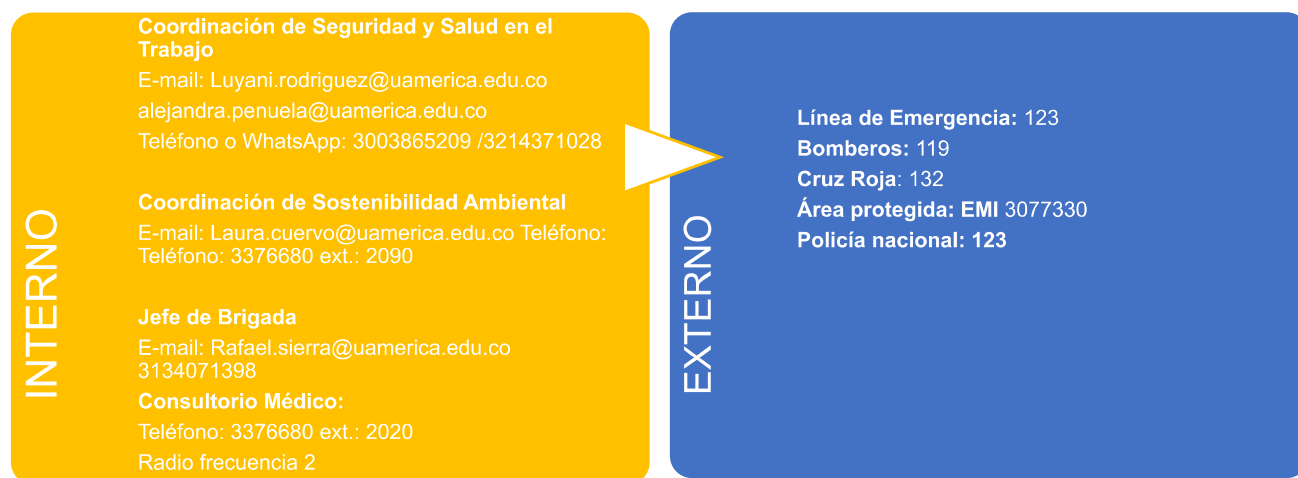 INTERNO
Coordinación de Seguridad y Salud en el
Trabajo
E-mail: Luyani.rodriguez@uamerica.edu.co
alejandra.penuela@uamerica.edu.co
Teléfono o WhatsApp: 3003865209 /3214371028
Coordinación de Sostenibilidad Ambiental
E-mail: Laura.cuervo@uamerica.edu.co Teléfono:
Teléfono: 3376680 ext.: 2090
Jefe de Brigada
E-mail: Rafael.sierra@uamerica.edu.co
3134071398
Consultorio Médico:
Teléfono: 3376680 ext.: 2020
Radio frecuencia 2
EXTERNO
Línea de Emergencia: 123
Bomberos: 119
Cruz Roja: 132
Área protegida: EMI 3077330
Policía nacional: 123